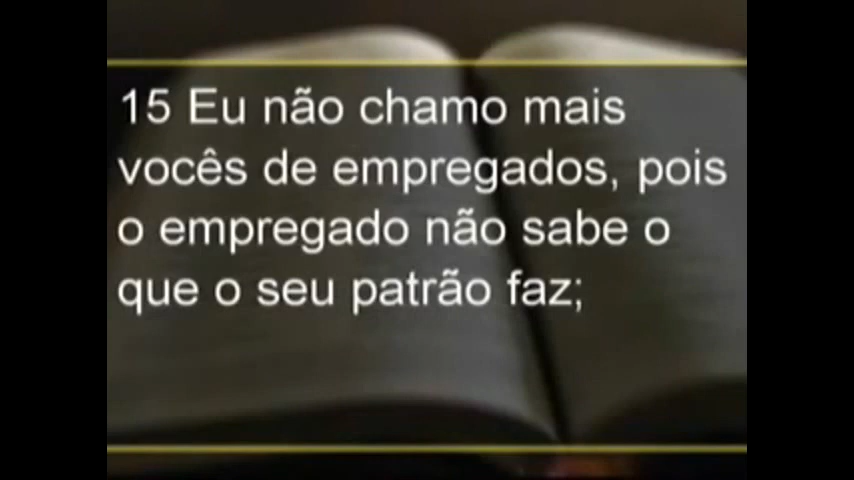 15 Eu não chamo mais
vocês de empregados, pois
o empregado não sabe o
que o seu patrão faz;